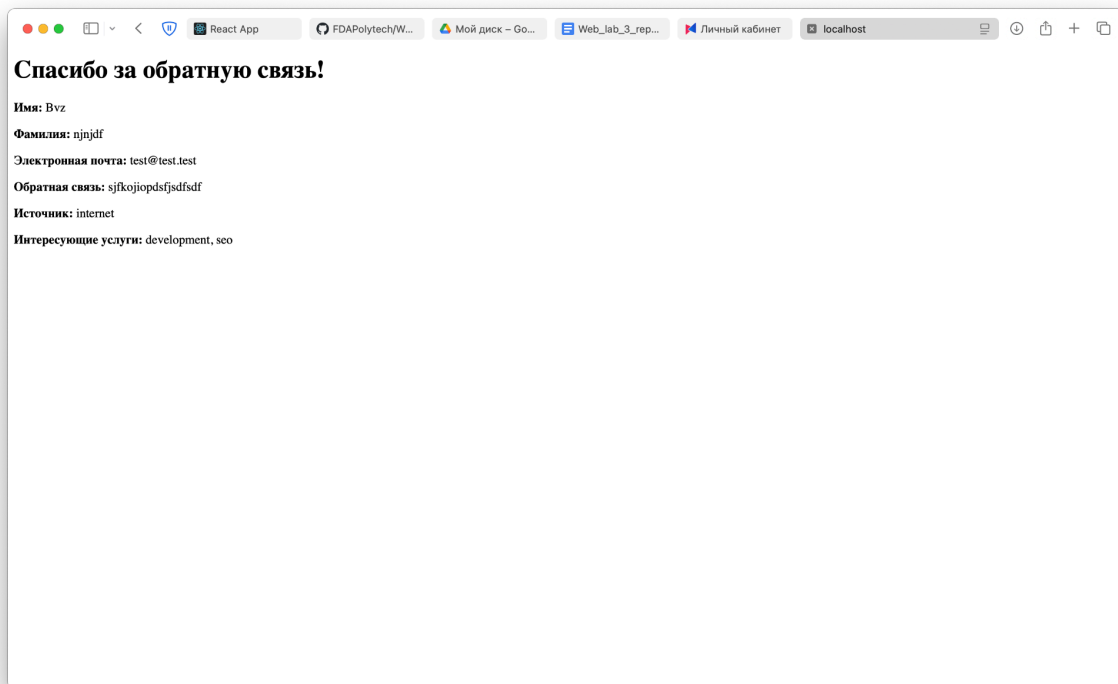 React App FDAPolytech/W... Мой диск – Go... Web_lab_3_rep... Личный кабинет localhost
Спасибо за обратную связь!
Имя: Bvz
Фамилия: njnjdf
Электронная почта: test@test.test
Обратная связь: sjfkojiopdsfjsdfsdf
Источник: internet
Интересующие услуги: development, seo